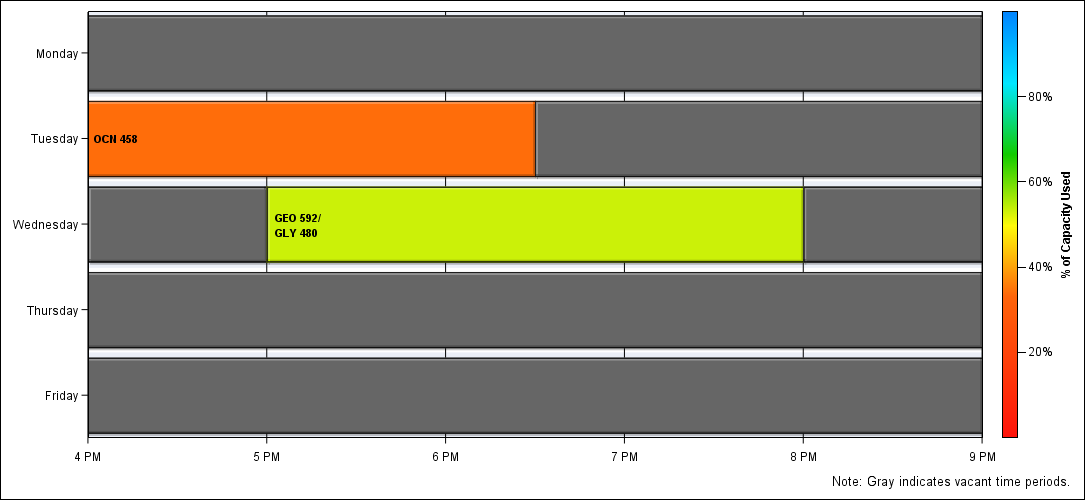 Monday
Tuesday
OCN 458
Wednesday
GEO 592/
GLY 480
Thursday
Friday
4 PM 5 PM 6 PM 7 PM 8 PM 9 PM
80%
60%
40%
20%
% of Capacity Used
Note: Gray indicates vacant time periods.